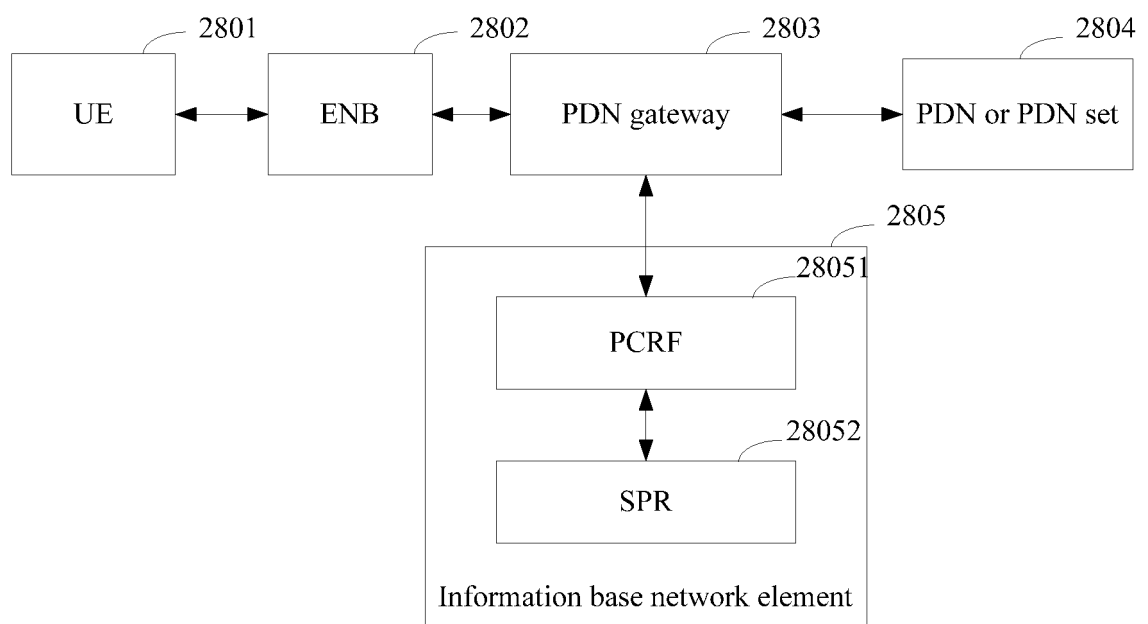 2801
2802
2803
2804
UE
ENB
PDN gateway
PDN or PDN set
2805
28051
PCRF
28052
SPR
Information base network element